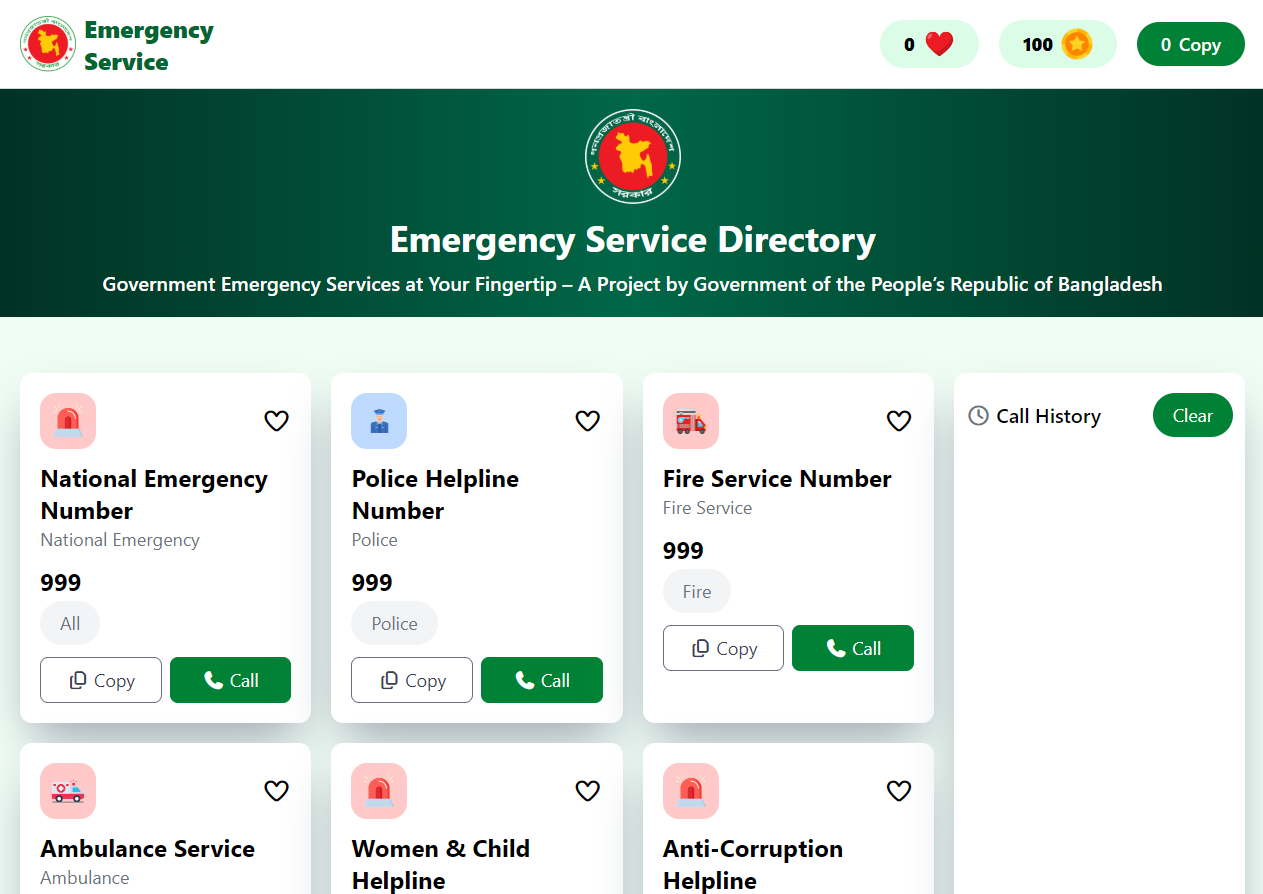 Emergency
Service
0
100
0 Copy
গণপ্রজাতন্ত্রী বাংলাদেশ
সরকার
Emergency Service Directory
Government Emergency Services at Your Fingertip – A Project by Government of the People’s Republic of Bangladesh
National Emergency
Number
National Emergency
999
All
Copy
Call
Police Helpline
Number
Police
999
Police
Copy
Call
Fire Service Number
Fire Service
999
Fire
Copy
Call
Call History
Clear
Ambulance Service
Ambulance
Women & Child
Helpline
Anti-Corruption
Helpline